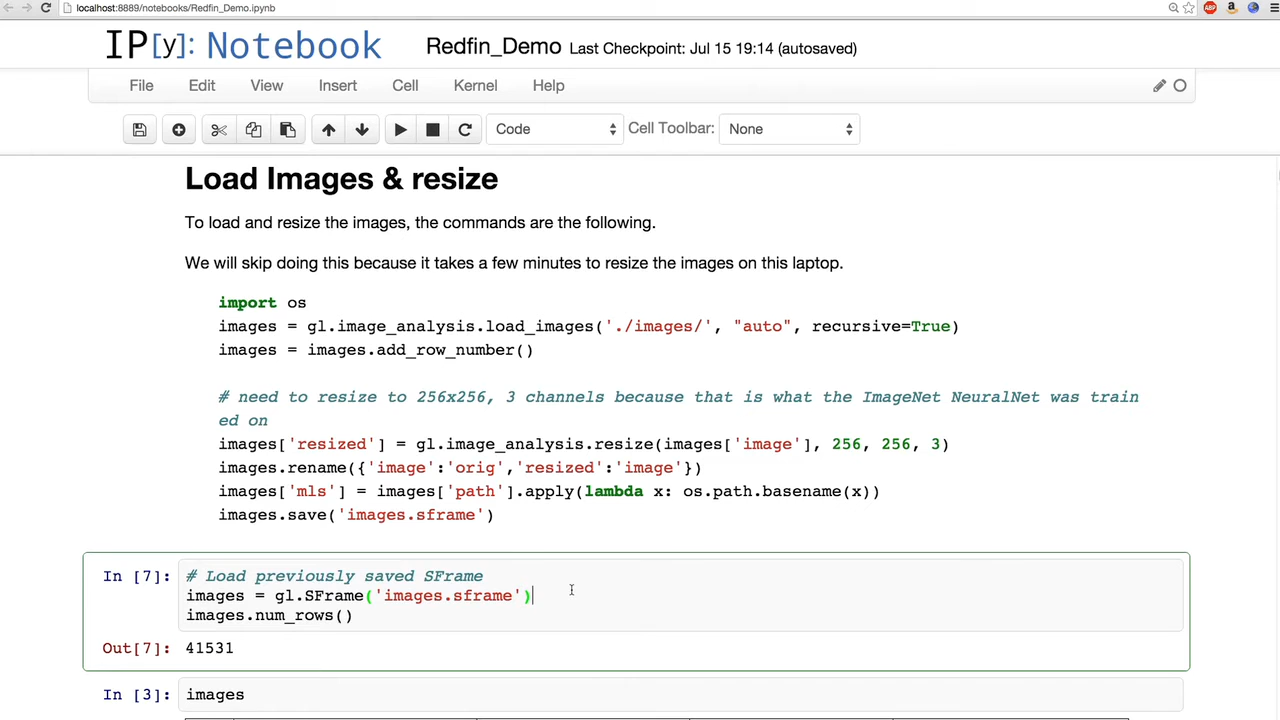 localhost:8889/notebooks/Redfin_Demo.ipynb
IP[y]: Notebook Redfin_Demo Last Checkpoint: Jul 15 19:14 (autosaved)
File Edit View Insert Cell Kernel Help
Code Cell Toolbar: None
Load Images & resize
To load and resize the images, the commands are the following.
We will skip doing this because it takes a few minutes to resize the images on this laptop.
import os
images = gl.image_analysis.load_images('./images/', "auto", recursive=True)
images = images.add_row_number()
# need to resize to 256x256, 3 channels because that is what the ImageNet NeuralNet was train
ed on
images['resized'] = gl.image_analysis.resize(images['image'], 256, 256, 3)
images.rename({'image':'orig','resized':'image'})
images['mls'] = images['path'].apply(lambda x: os.path.basename(x))
images.save('images.sframe')
In [7]: # Load previously saved SFrame
images = gl.SFrame('images.sframe')
images.num_rows()
Out[7]: 41531
In [3]: images